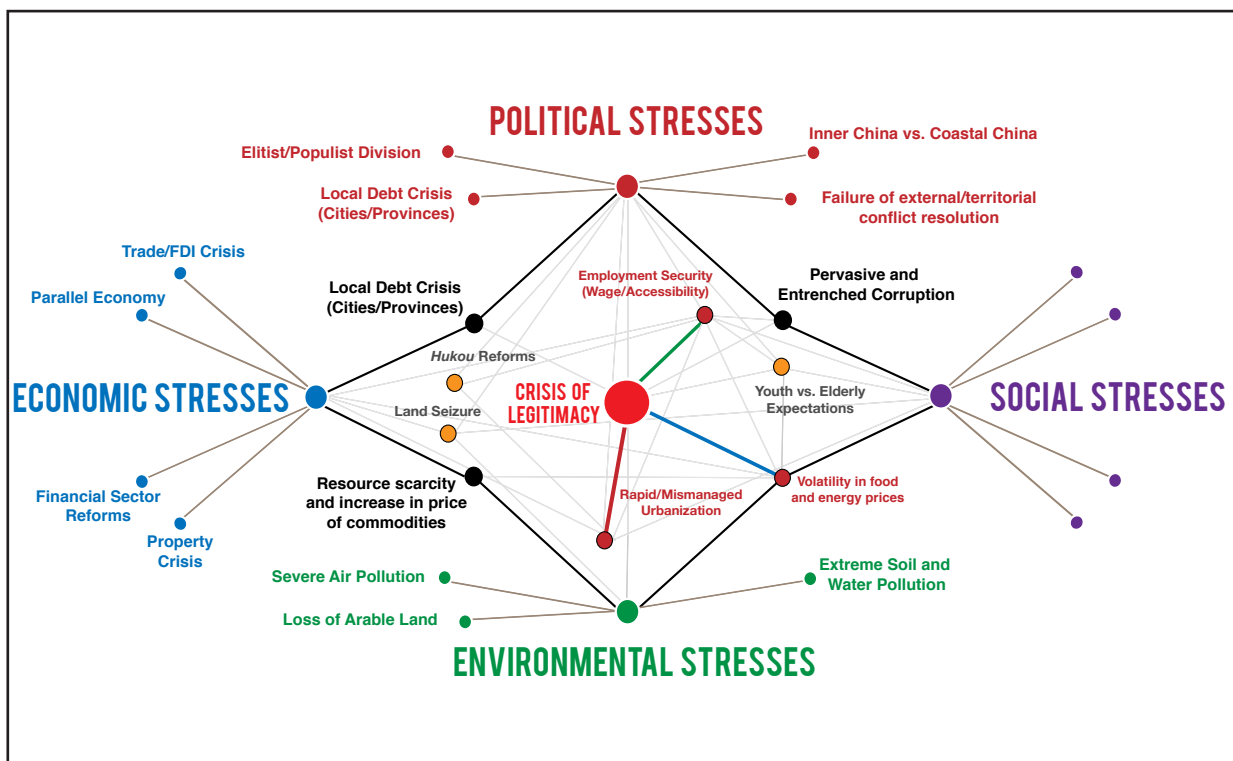 POLITICAL STRESSES
Elitist/Populist Division
Inner China vs. Coastal China
Local Debt Crisis
(Cities/Provinces)
Failure of external/territorial
conflict resolution
Trade/FDI Crisis
Parallel Economy
Local Debt Crisis
(Cities/Provinces)
Employment Security
(Wage/Accessibility)
Pervasive and
Entrenched Corruption
Hukou Reforms
ECONOMIC STRESSES
Land Seizure
CRISIS OF
LEGITIMACY
Youth vs. Elderly
Expectations
SOCIAL STRESSES
Financial Sector
Reforms
Property
Crisis
Resource scarcity
and increase in price
of commodities
Rapid/Mismanaged
Urbanization
Volatility in food
and energy prices
Severe Air Pollution
Loss of Arable Land
Extreme Soil and
Water Pollution
ENVIRONMENTAL STRESSES